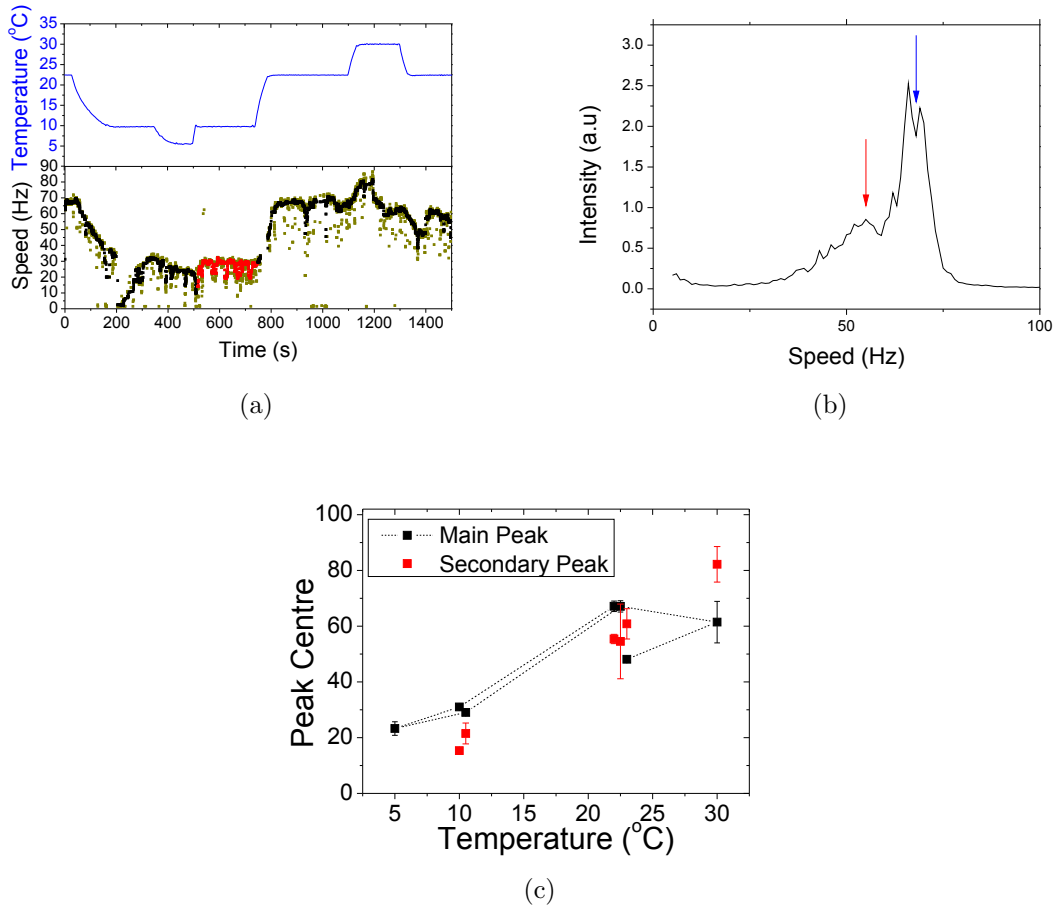 Temperature (°C)
35
30
25
20
15
10
5
90
Speed (Hz)
80
70
60
50
40
30
20
10
0
0 200 400 600 800 1000 1200 1400
Time (s)
(a)
Intensity (a.u)
3.0
2.5
2.0
1.5
1.0
0.5
0.0
0 50 100
Speed (Hz)
(b)
Peak Centre
100
80
60
40
20
0
Main Peak
Secondary Peak
5 10 15 20 25 30
Temperature (°C)
(c)